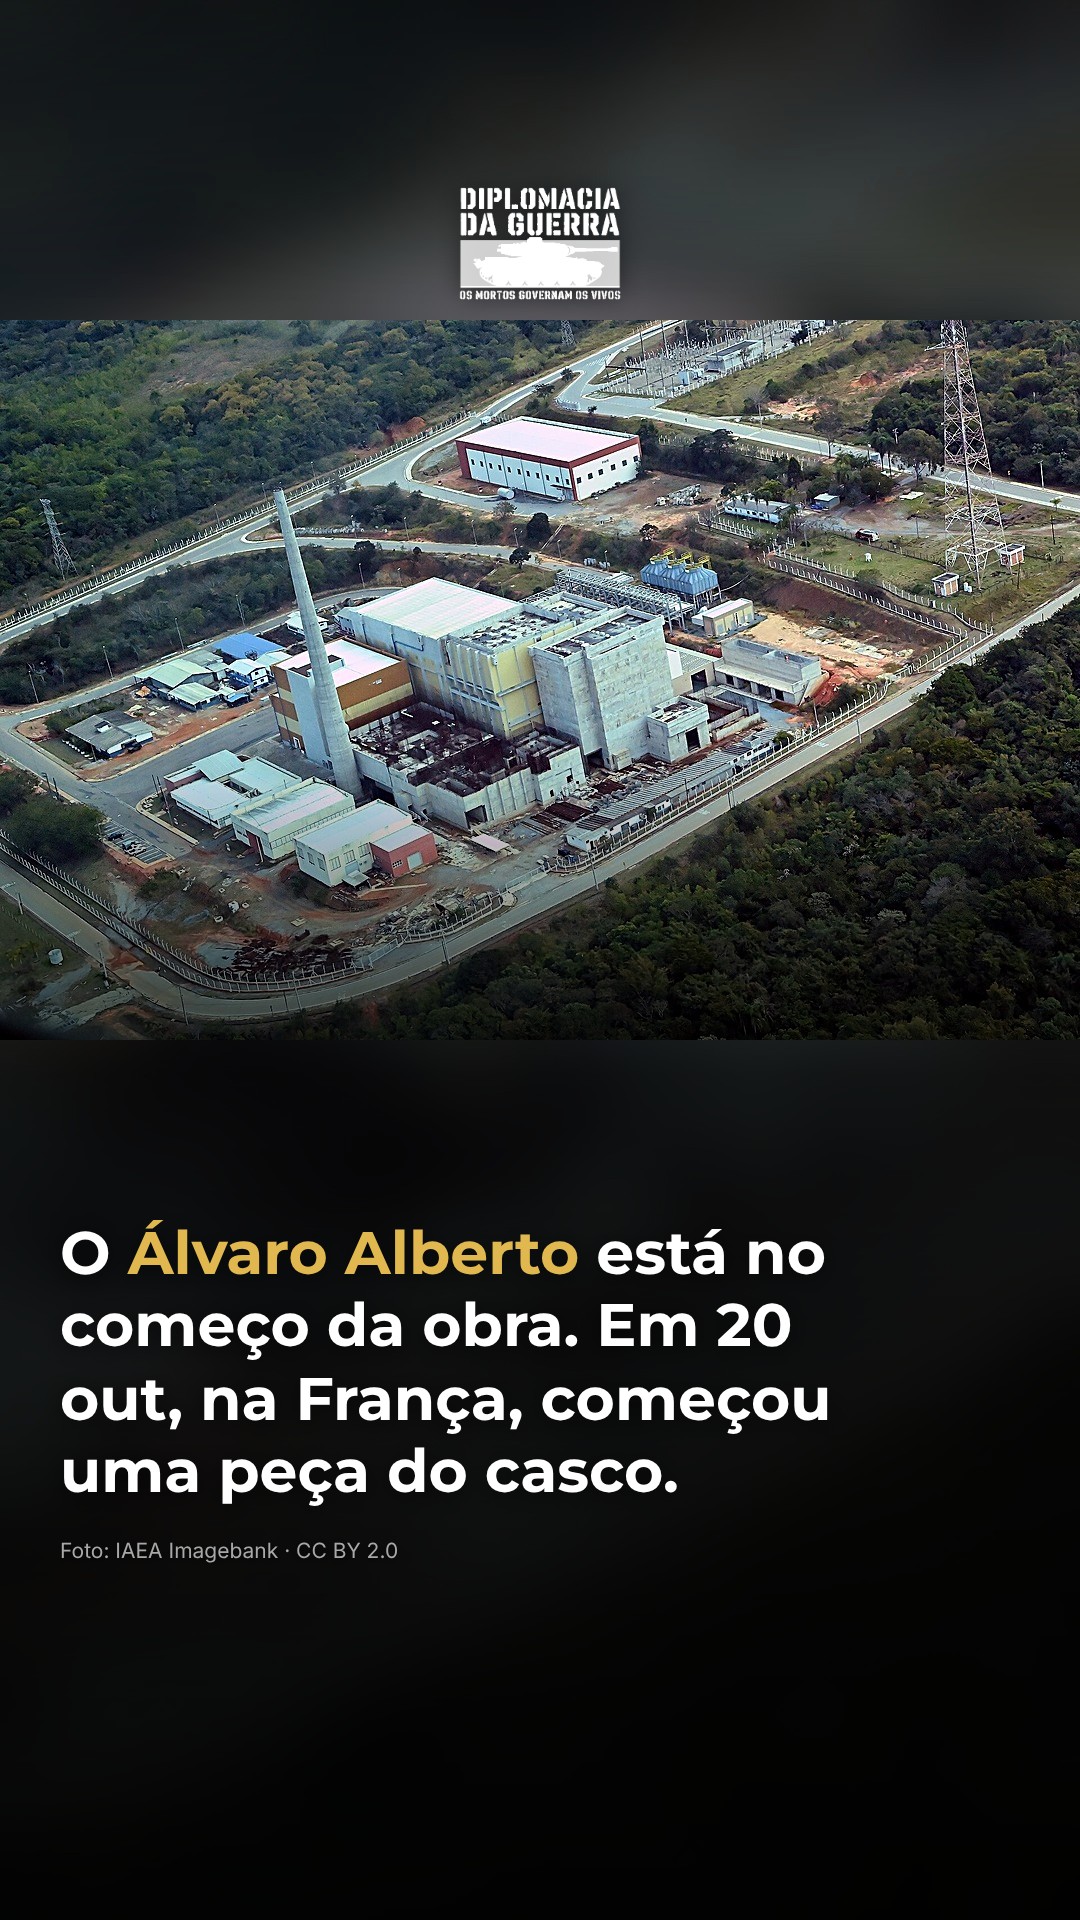 DIPLOMACIA
DA GUERRA
OS MORTOS GOVERNAM OS VIVOS
O Álvaro Alberto está no
começo da obra. Em 20
out, na França, começou
uma peça do casco.
Foto: IAEA Imagebank · CC BY 2.0